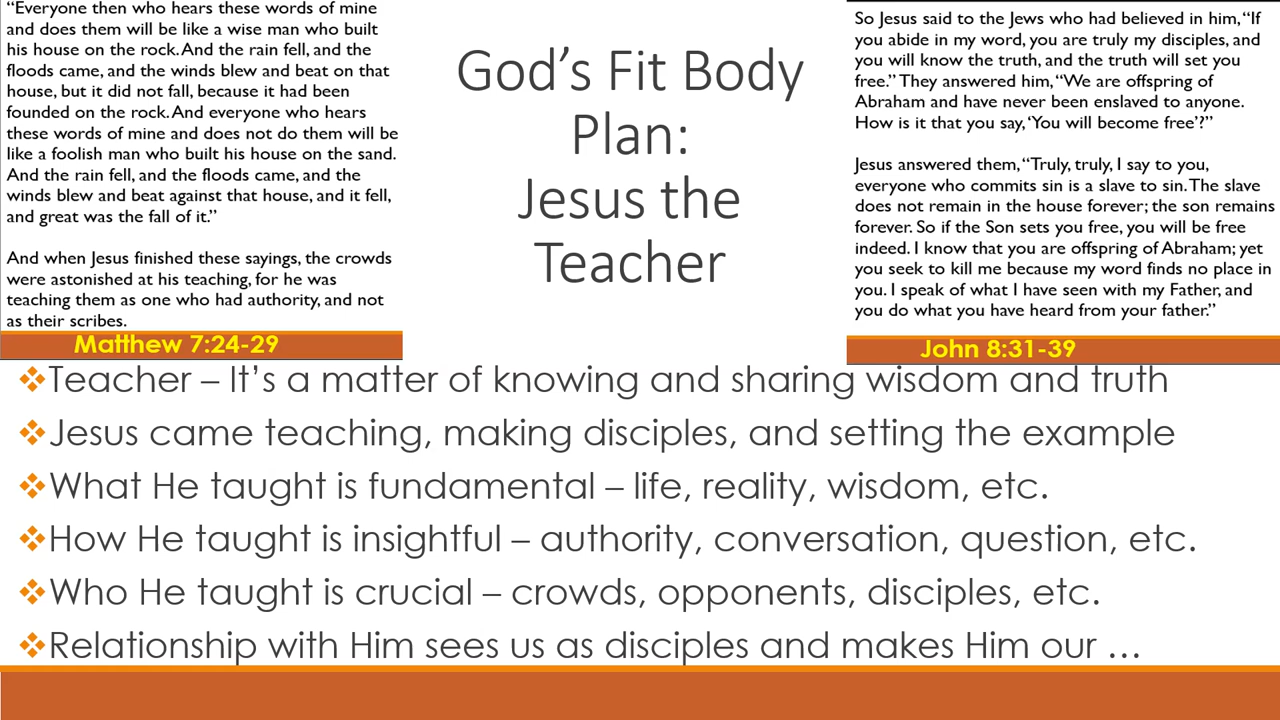 “Everyone then who hears these words of mine
and does them will be like a wise man who built
his house on the rock. And the rain fell, and the
floods came, and the winds blew and beat on that
house, but it did not fall, because it had been
founded on the rock. And everyone who hears
these words of mine and does not do them will be
like a foolish man who built his house on the sand.
And the rain fell, and the floods came, and the
winds blew and beat against that house, and it fell,
and great was the fall of it.”
And when Jesus finished these sayings, the crowds
were astonished at his teaching, for he was
teaching them as one who had authority, and not
as their scribes.
Matthew 7:24-29
God’s Fit Body
Plan:
Jesus the
Teacher
So Jesus said to the Jews who had believed in him, “If
you abide in my word, you are truly my disciples, and
you will know the truth, and the truth will set you
free.” They answered him, “We are offspring of
Abraham and have never been enslaved to anyone.
How is it that you say, ‘You will become free’?”
Jesus answered them, “Truly, truly, I say to you,
everyone who commits sin is a slave to sin. The slave
does not remain in the house forever; the son remains
forever. So if the Son sets you free, you will be free
indeed. I know that you are offspring of Abraham; yet
you seek to kill me because my word finds no place in
you. I speak of what I have seen with my Father, and
you do what you have heard from your father.”
John 8:31-39
❖Teacher – It’s a matter of knowing and sharing wisdom and truth
❖Jesus came teaching, making disciples, and setting the example
❖What He taught is fundamental – life, reality, wisdom, etc.
❖How He taught is insightful – authority, conversation, question, etc.
❖Who He taught is crucial – crowds, opponents, disciples, etc.
❖Relationship with Him sees us as disciples and makes Him our …